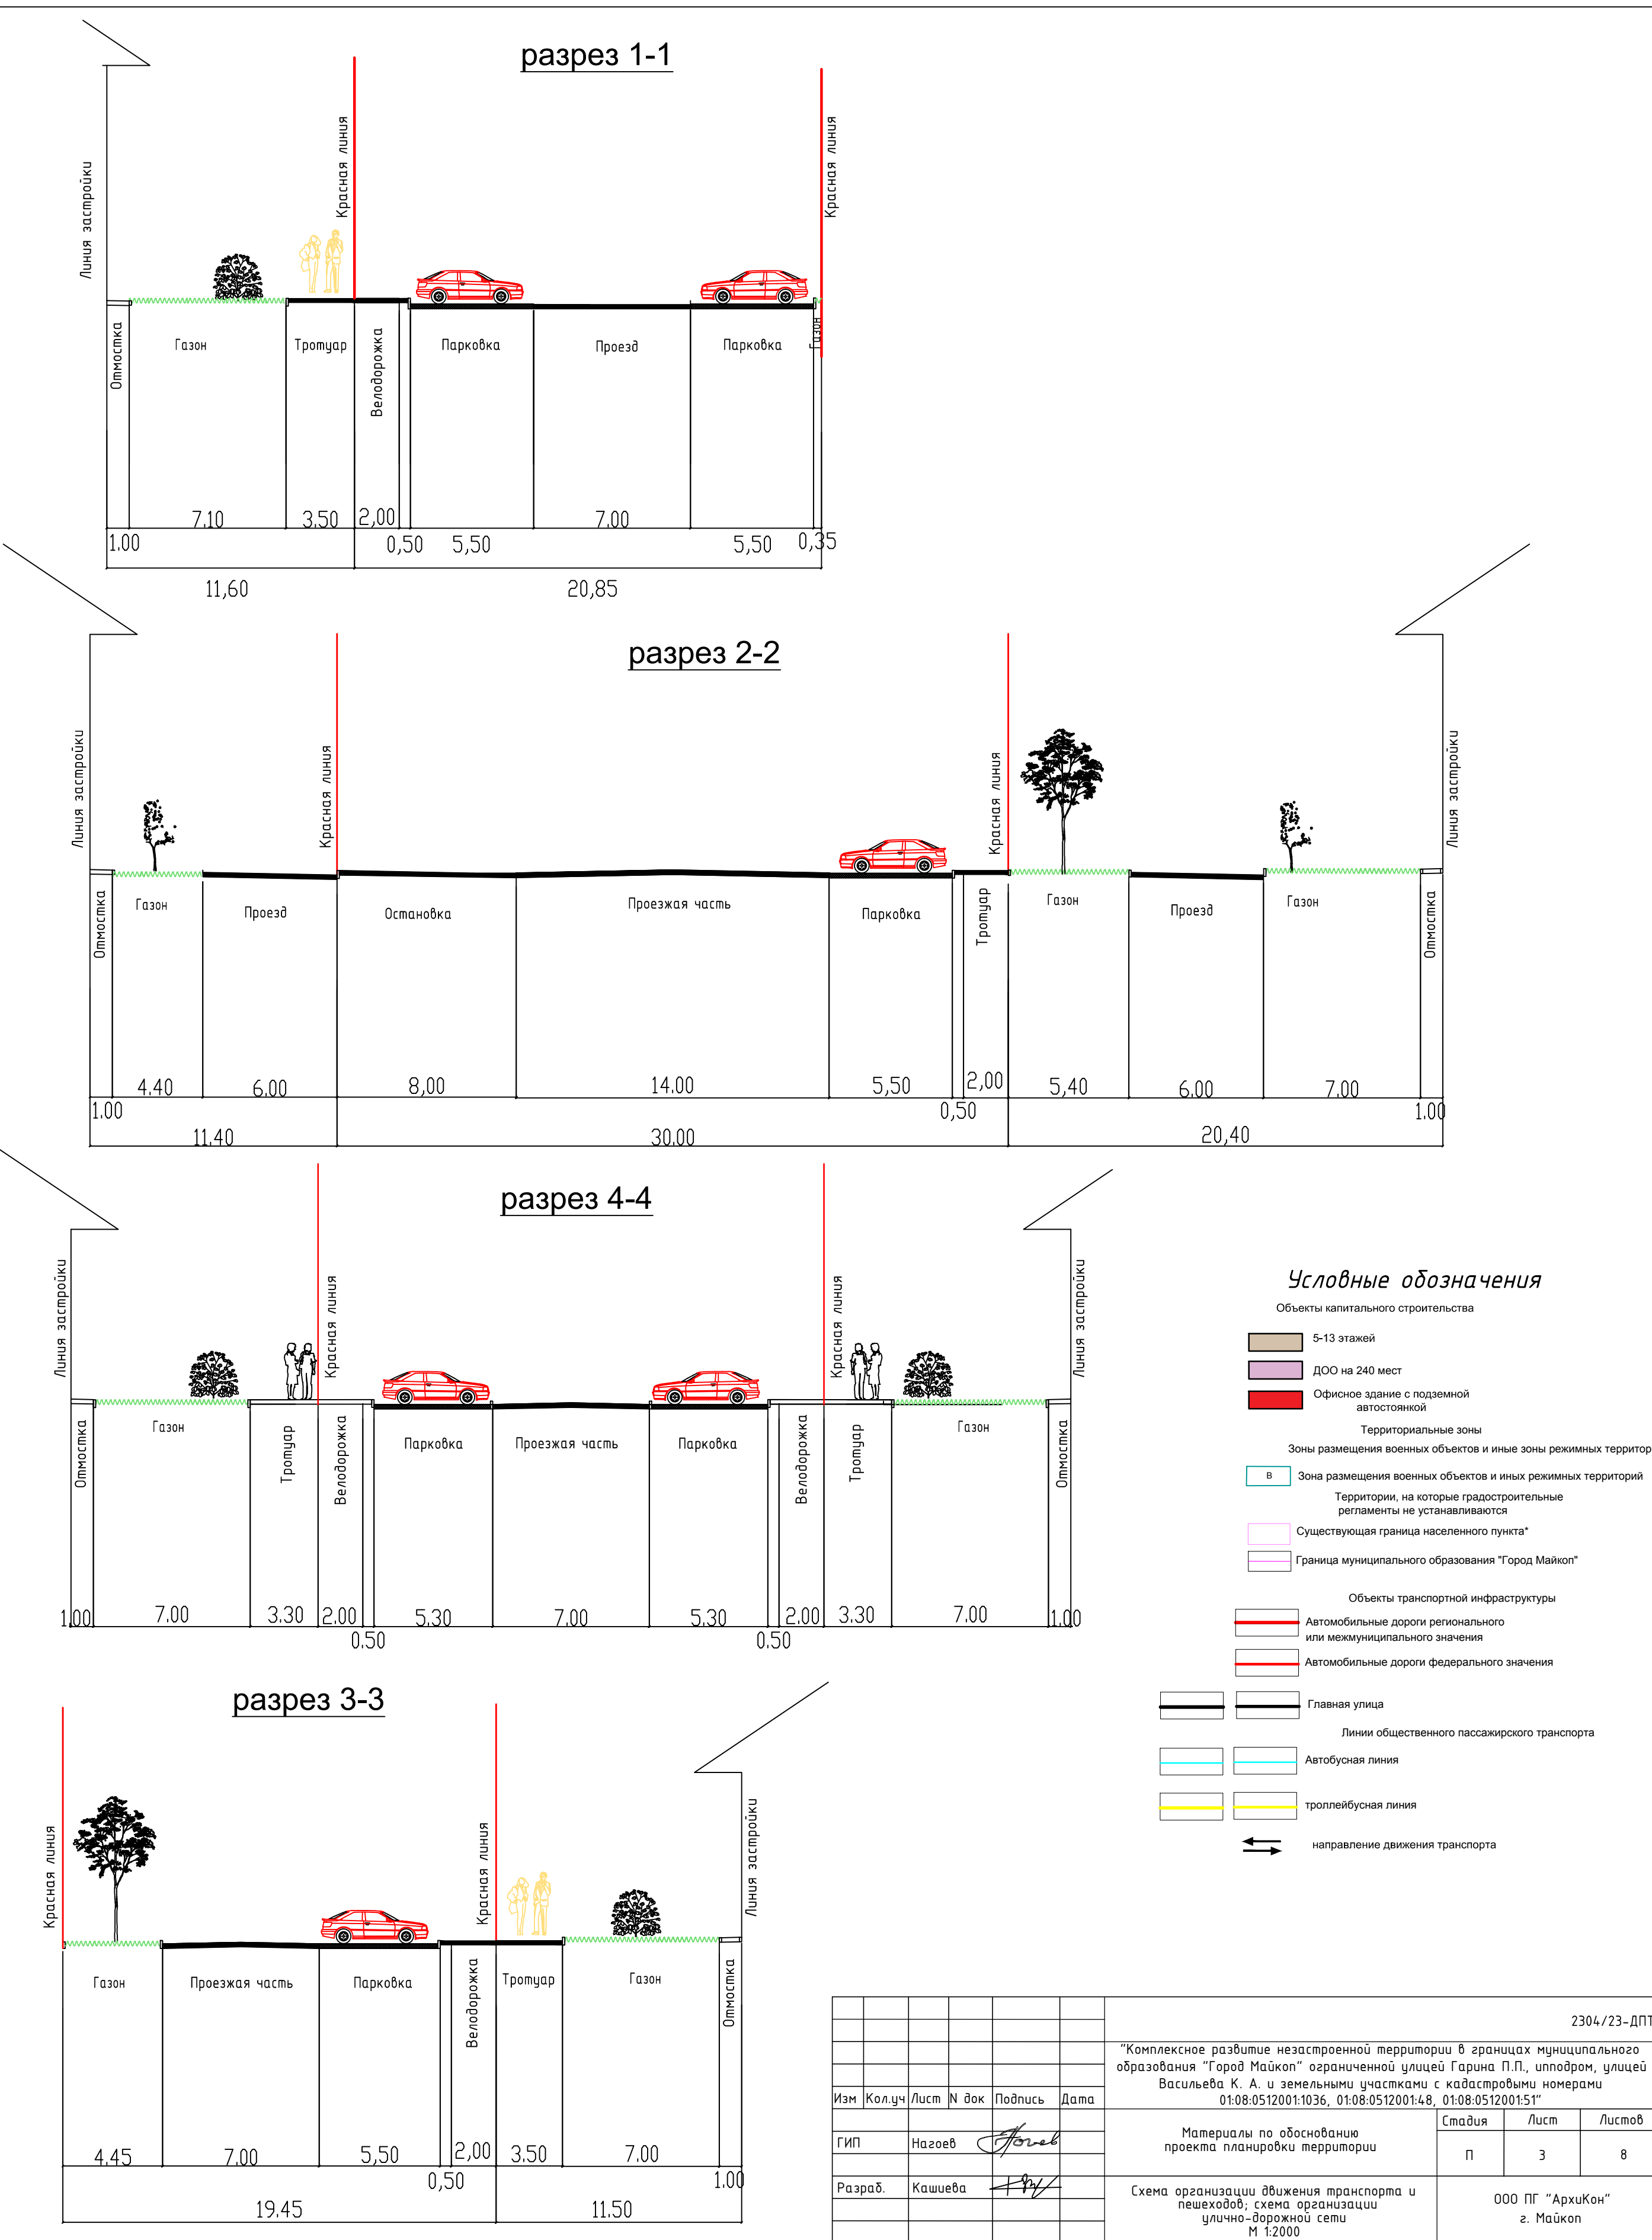 разрез 1-1
Линия застройки
Красная линия
Красная линия
Отмостка
Газон
Тротуар
Велодорожка
Парковка
Проезд
Парковка
Газон
7.10 3.50 2,00 7.00
1.00 0,50 5,50 5,50 0,35
11,60 20,85
разрез 2-2
Линия застройки
Красная линия
Красная линия
Линия застройки
Отмостка
Газон
Проезд
Остановка
Проезжая часть
Парковка
Тротуар
Газон
Проезд
Газон
Отмостка
4.40 6.00 8,00 14.00 5,50 2,00 5,40 6.00 7.00
1.00 0,50 1.00
11.40 30.00 20,40
разрез 4-4
Линия застройки
Красная линия
Красная линия
Линия застройки
Отмостка
Газон
Тротуар
Велодорожка
Парковка
Проезжая часть
Парковка
Велодорожка
Тротуар
Газон
Отмостка
1.00 7.00 3.30 2.00 5.30 7.00 5.30 2.00 3.30 7.00 1.00
0.50 0.50
разрез 3-3
Красная линия
Красная линия
Линия застройки
Газон
Проезжая часть
Парковка
Велодорожка
Тротуар
Газон
Отмостка
4.45 7.00 5,50 2,00 3.50 7.00
0,50 1.00
19.45 11.50
Условные обозначения
Объекты капитального строительства
5-13 этажей
ДОО на 240 мест
Офисное здание с подземной
автостоянкой
Территориальные зоны
Зоны размещения военных объектов и иные зоны режимных территор
В Зона размещения военных объектов и иных режимных территорий
Территории, на которые градостроительные
регламенты не устанавливаются
Существующая граница населенного пункта*
Граница муниципального образования "Город Майкоп"
Объекты транспортной инфраструктуры
Автомобильные дороги регионального
или межмуниципального значения
Автомобильные дороги федерального значения
Главная улица
Линии общественного пассажирского транспорта
Автобусная линия
троллейбусная линия
направление движения транспорта
2304/23-ДПТ
"Комплексное развитие незастроенной территории в границах муниципального
образования "Город Майкоп" ограниченной улицей Гарина П.П., ипподром, улицей
Васильева К. А. и земельными участками с кадастровыми номерами
01:08:0512001:1036, 01:08:0512001:48, 01:08:0512001:51"
Изм Кол.уч Лист N док Подпись Дата
ГИП Нагоев
Материалы по обоснованию
проекта планировки территории
Стадия Лист Листов
П 3 8
Разраб. Кашиева
Схема организации движения транспорта и
пешеходов; схема организации
улично-дорожной сети
М 1:2000
ООО ПГ "АрхиКон"
г. Майкоп